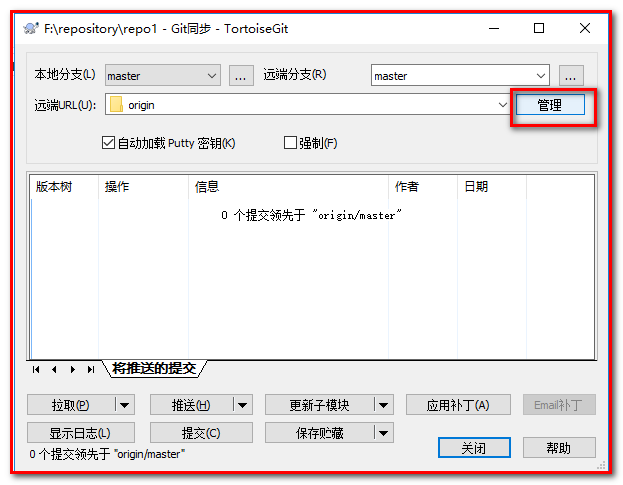 F:\repository\repo1 - Git同步 - TortoiseGit
本地分支(L) master ... 远端分支(R) master ...
远端URL(U): origin 管理
自动加载 Putty 密钥(K) 强制(F)
版本树 操作 信息 作者 日期
0 个提交领先于 "origin/master"
将推送的提交
拉取(P) 推送(H) 更新子模块 应用补丁(A) Email补丁
显示日志(L) 提交(C) 保存贮藏
0 个提交领先于 "origin/master" 关闭 帮助